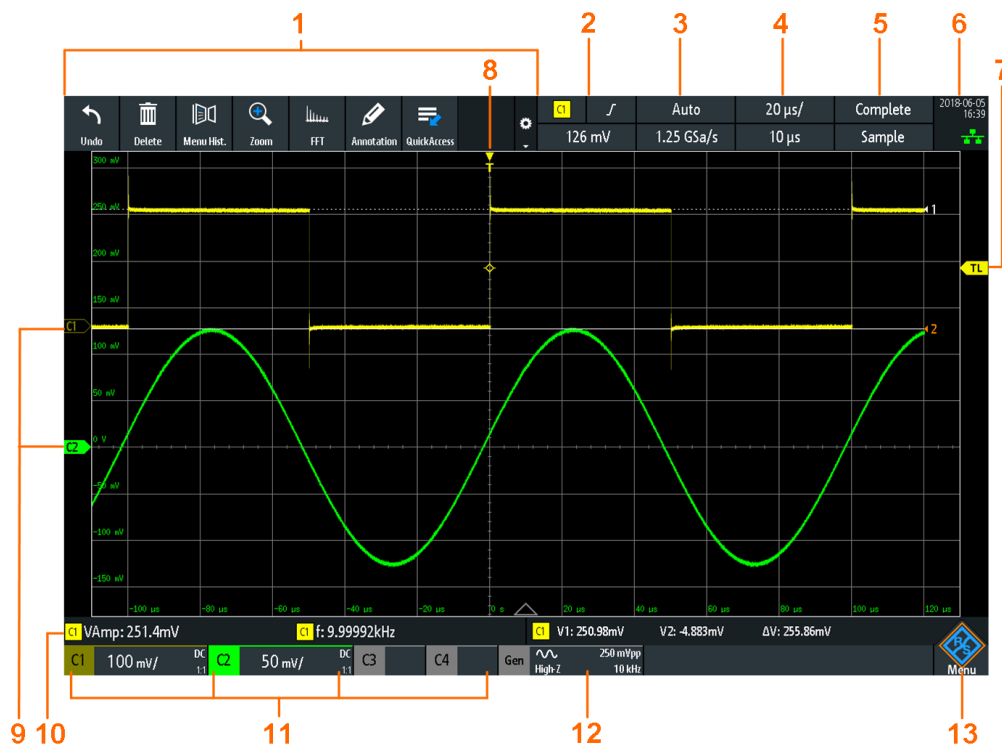 1
2
3
4
5
6
7
8
Undo
Delete
Menu Hist.
Zoom
FFT
Annotation
QuickAccess
C1
126 mV
Auto
1.25 GSa/s
20 µs/
10 µs
Complete
Sample
2018-06-05
16:39
T
300 mV
250 mV
200 mV
150 mV
100 mV
50 mV
0 V
-50 mV
-100 mV
-150 mV
C1
C2
1
2
TL
-100 µs
-80 µs
-60 µs
-40 µs
-20 µs
0 s
20 µs
40 µs
60 µs
80 µs
100 µs
120 µs
C1 VAmp: 251.4mV
C1 f: 9.99992kHz
C1 V1: 250.98mV V2: -4.883mV ΔV: 255.86mV
C1 100 mV/ DC 1:1
C2 50 mV/ DC 1:1
C3
C4
Gen
High-Z
250 mVpp
10 kHz
R S
Menu
9
10
11
12
13